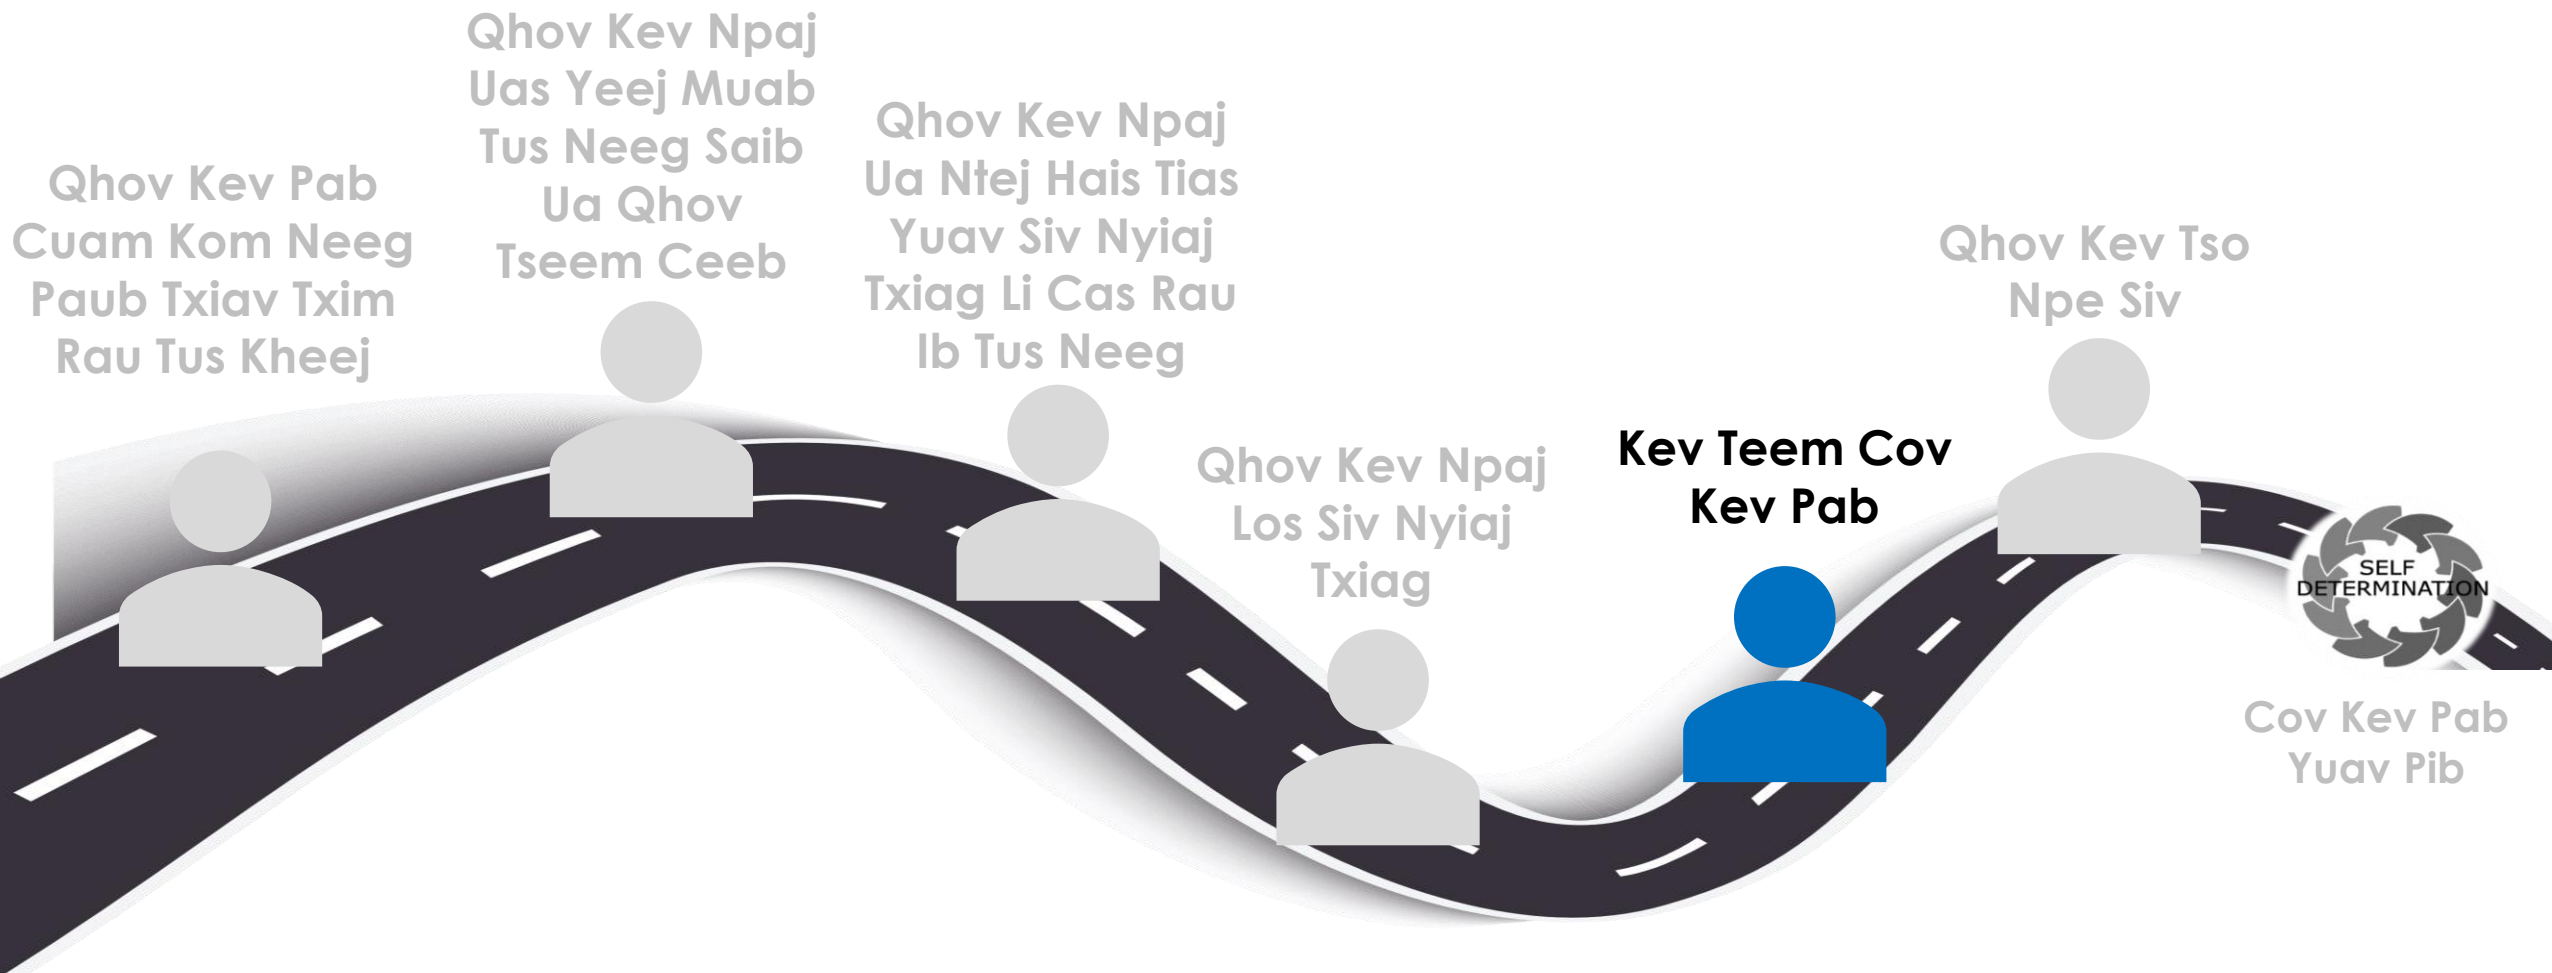 Qhov Kev Pab
Cuam Kom Neeg
Paub Txiav Txim
Rau Tus Kheej
Qhov Kev Npaj
Uas Yeej Muab
Tus Neeg Saib
Ua Qhov
Tseem Ceeb
Qhov Kev Npaj
Ua Ntej Hais Tias
Yuav Siv Nyiaj
Txiag Li Cas Rau
Ib Tus Neeg
Qhov Kev Npaj
Los Siv Nyiaj
Txiag
Kev Teem Cov
Kev Pab
Qhov Kev Tso
Npe Siv
SELF
DETERMINATION
Cov Kev Pab
Yuav Pib